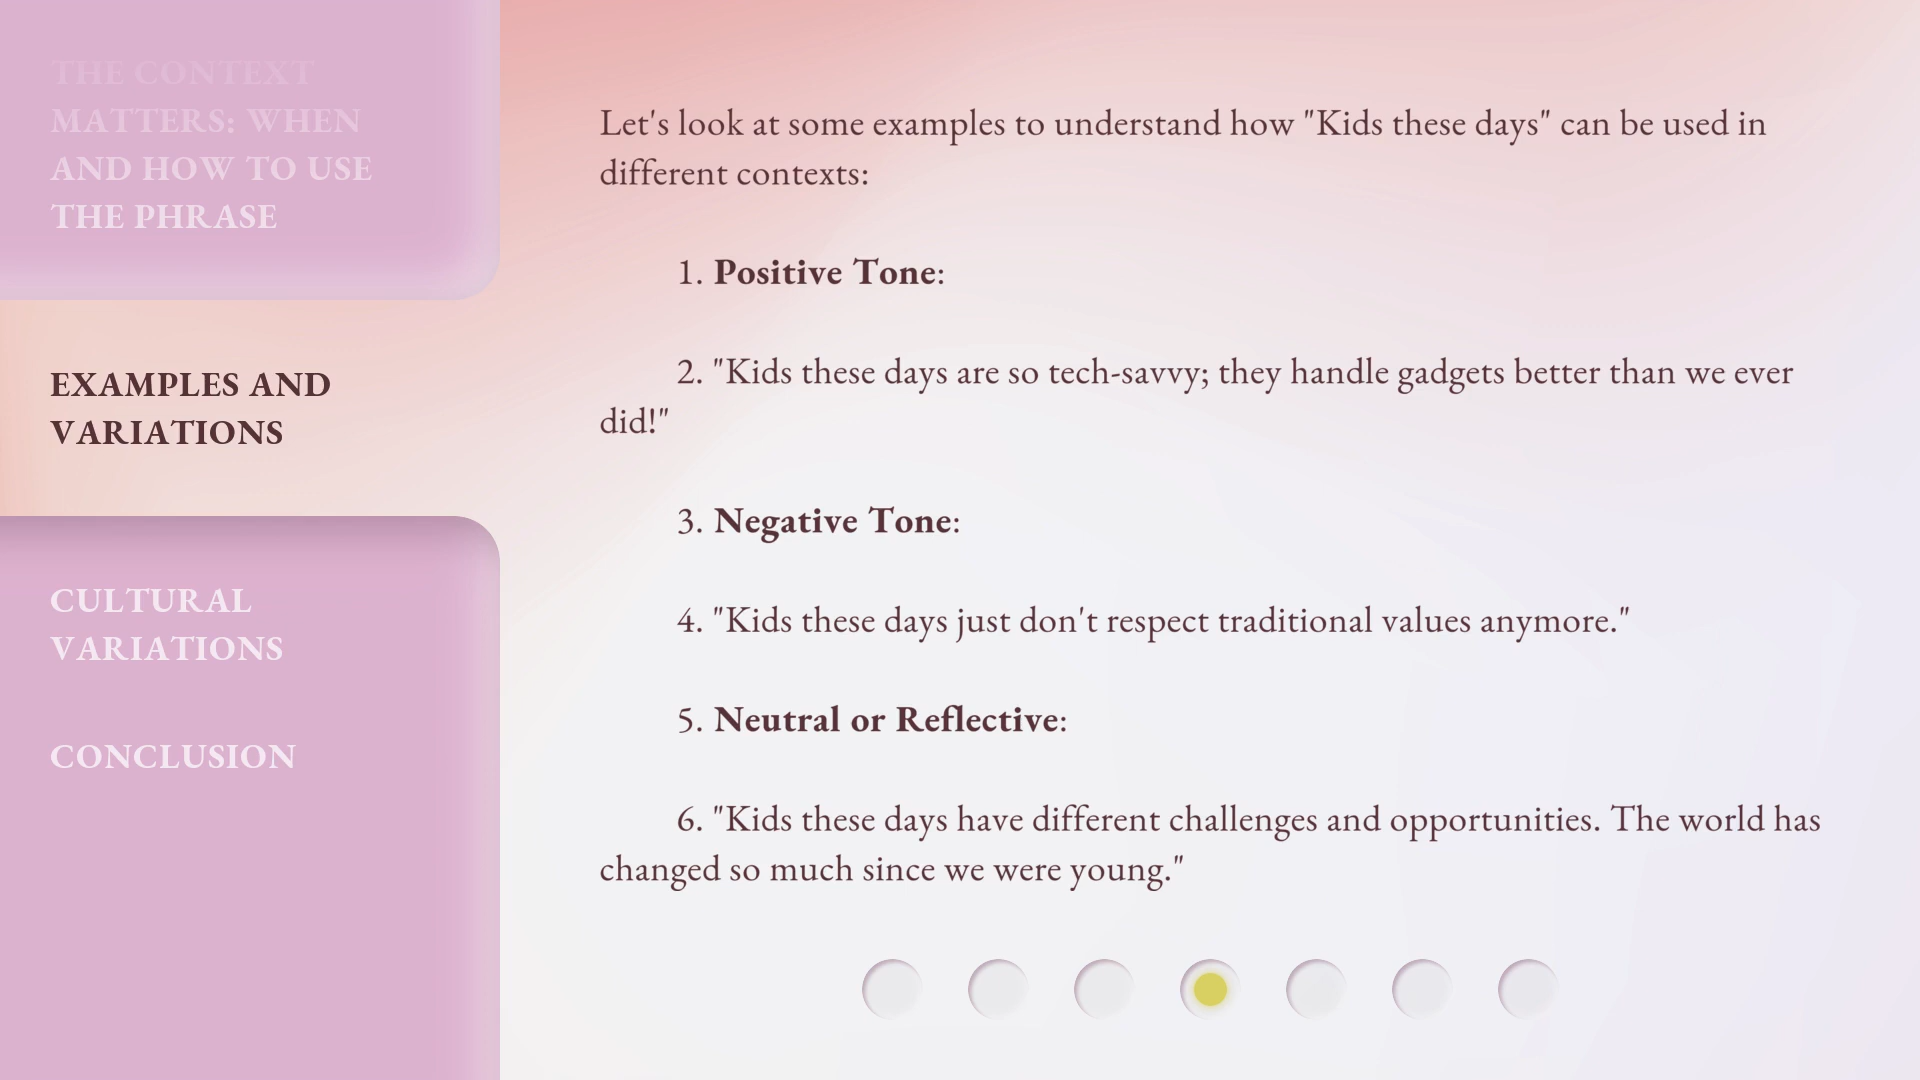 THE CONTEXT
MATTERS: WHEN
AND HOW TO USE
THE PHRASE
EXAMPLES AND
VARIATIONS
CULTURAL
VARIATIONS
CONCLUSION
Let's look at some examples to understand how "Kids these days" can be used in
different contexts:
1. Positive Tone:
2. "Kids these days are so tech-savvy; they handle gadgets better than we ever
did!"
3. Negative Tone:
4. "Kids these days just don't respect traditional values anymore."
5. Neutral or Reflective:
6. "Kids these days have different challenges and opportunities. The world has
changed so much since we were young."